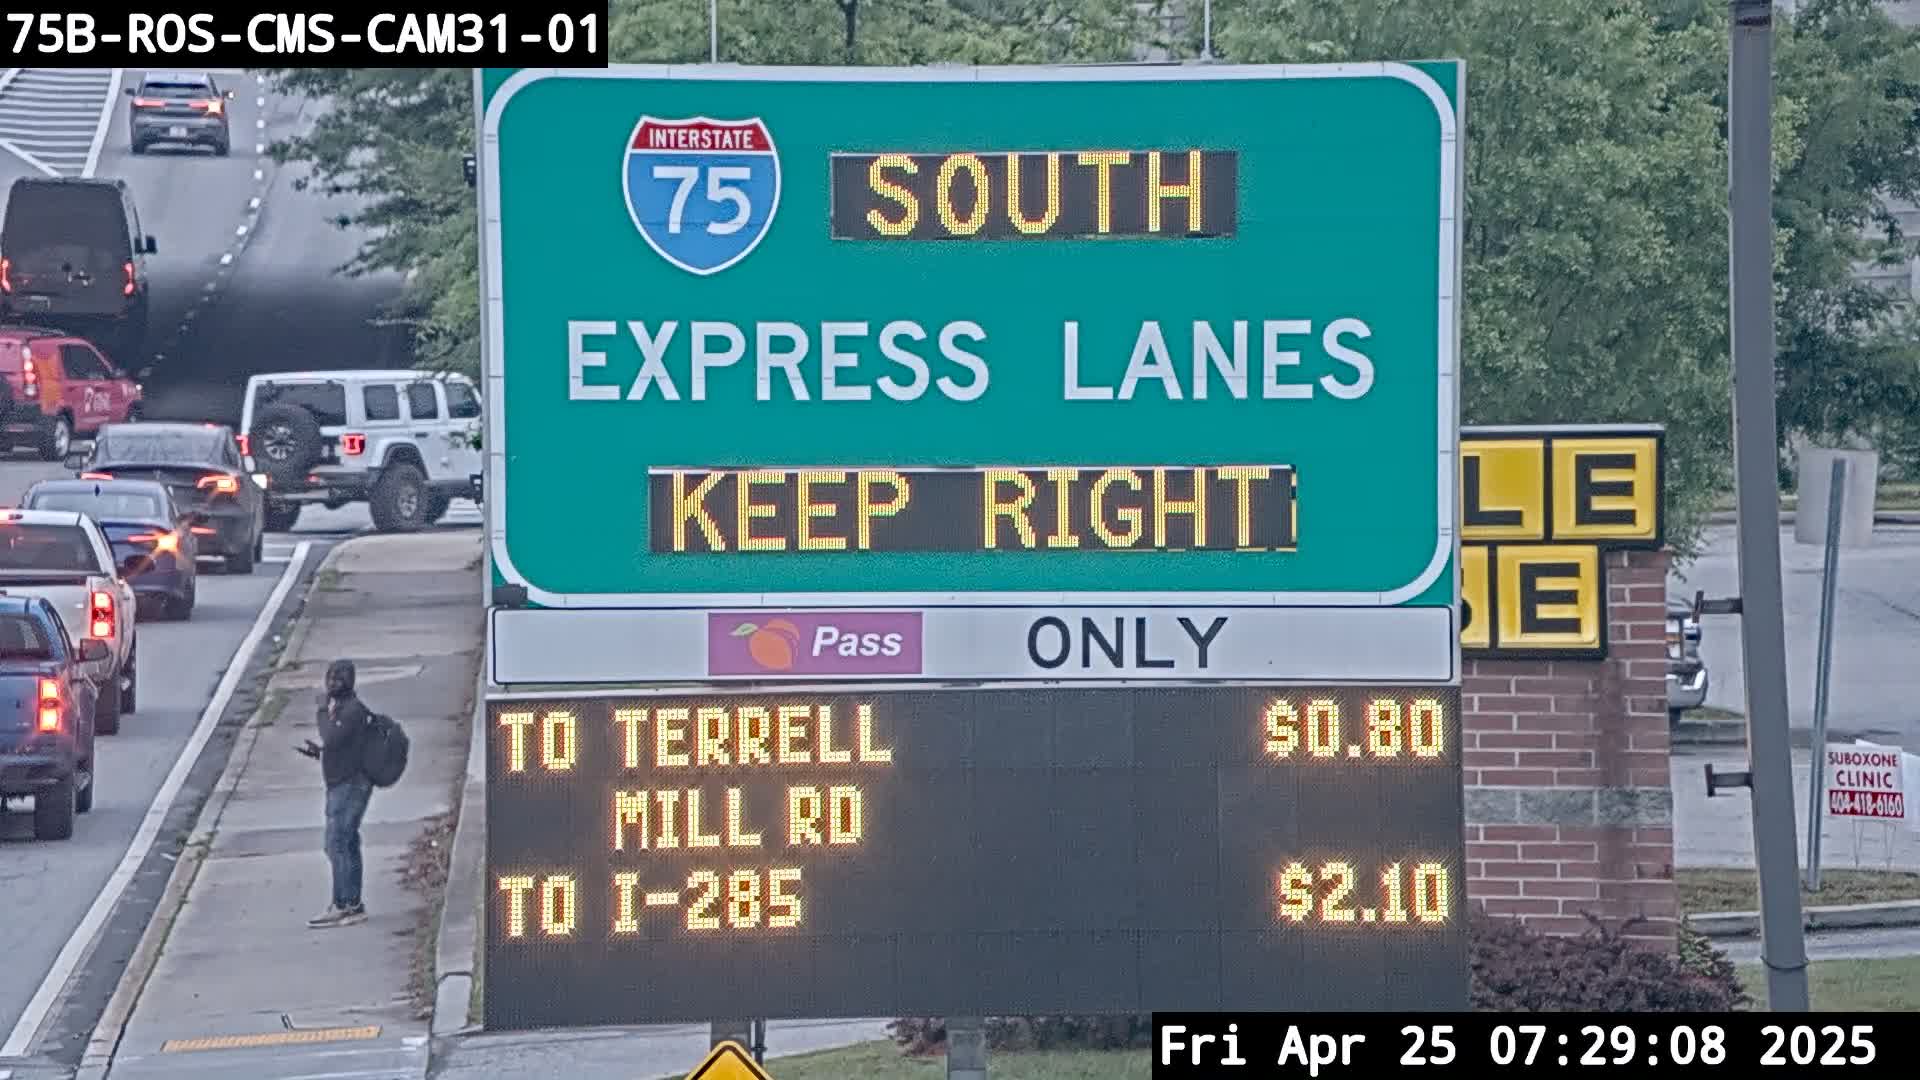 75B-ROS-CMS-CAM31-01
INTERSTATE
75
SOUTH
EXPRESS LANES
KEEP RIGHT
Pass ONLY
TO TERRELL $0.80
MILL RD
TO I-285 $2.10
LE
E
SUBOXONE
CLINIC
404-418-6160
Fri Apr 25 07:29:08 2025